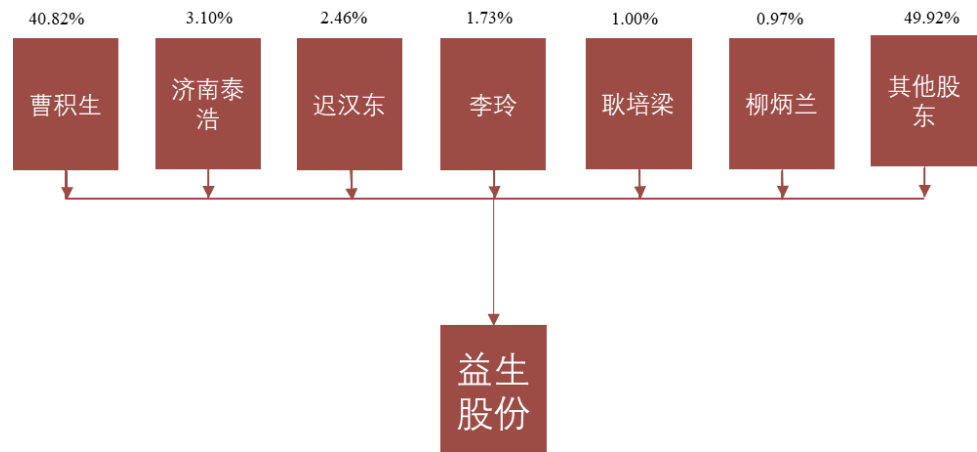 40.82%
3.10%
2.46%
1.73%
1.00%
0.97%
49.92%
曹积生
济南泰
浩
迟汉东
李玲
耿培梁
柳炳兰
其他股
东
益生
股份